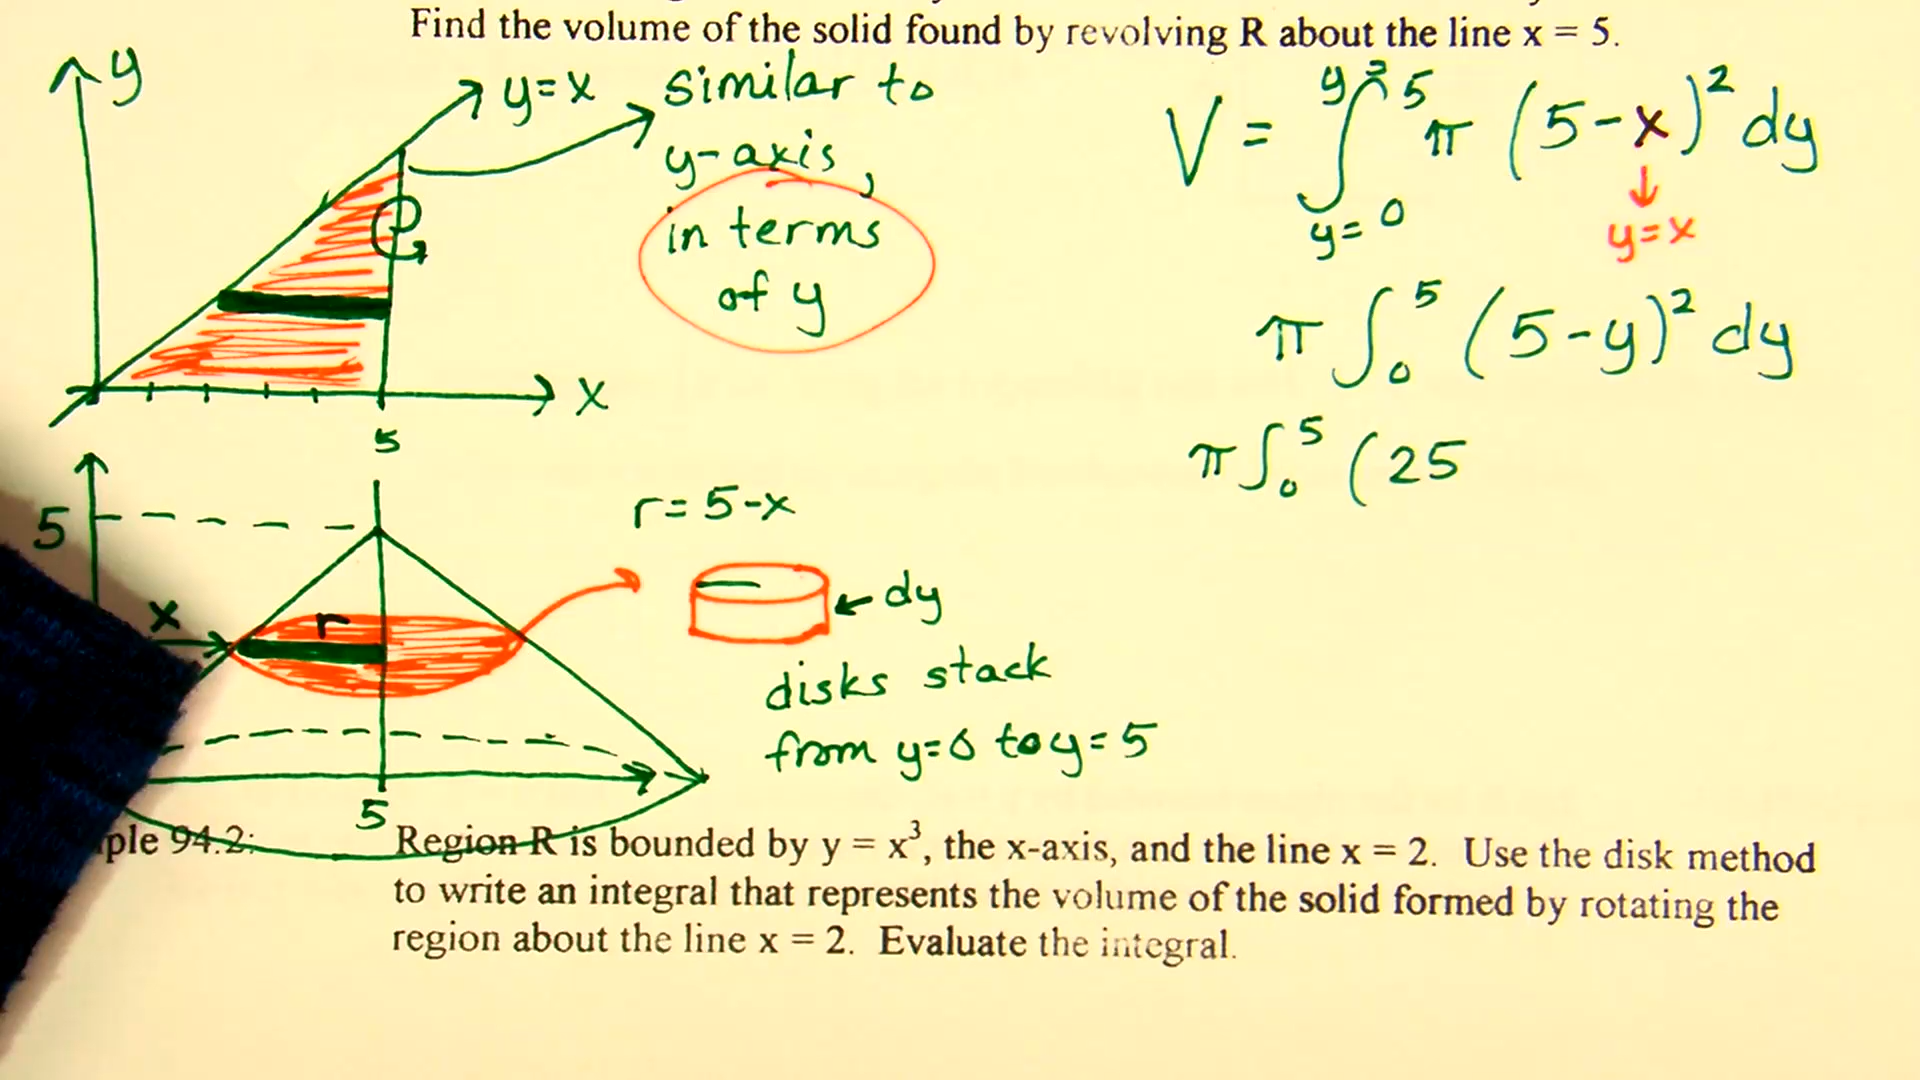 Find the volume of the solid found by revolving R about the line x = 5.
y
y=x
similar to
y-axis,
in terms
of y
x
5
V = ∫ y=5 y=0 π (5-x)² dy
y=x
π ∫₀⁵ (5-y)² dy
π ∫₀⁵ (25
5
x
r
5
r = 5-x
dy
disks stack
from y=0 to y=5
ple 94.2:
Region R is bounded by y = x³, the x-axis, and the line x = 2. Use the disk method
to write an integral that represents the volume of the solid formed by rotating the
region about the line x = 2. Evaluate the integral.